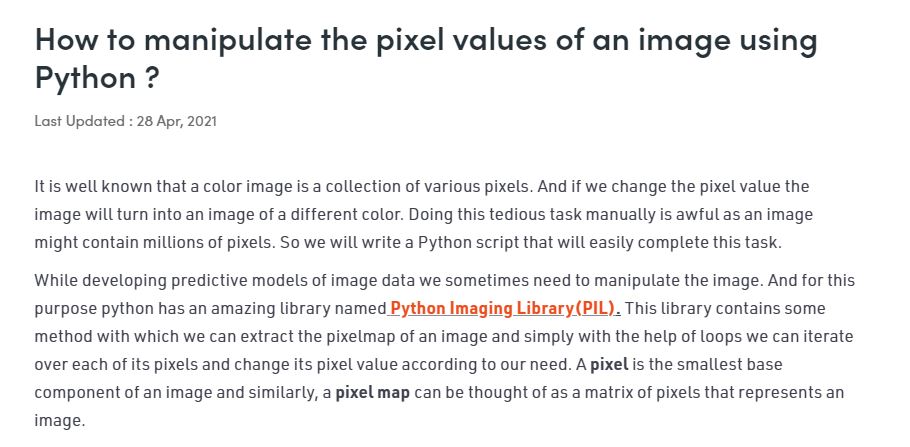 How to manipulate the pixel values of an image using
Python ?
Last Updated : 28 Apr, 2021
It is well known that a color image is a collection of various pixels. And if we change the pixel value the
image will turn into an image of a different color. Doing this tedious task manually is awful as an image
might contain millions of pixels. So we will write a Python script that will easily complete this task.
While developing predictive models of image data we sometimes need to manipulate the image. And for this
purpose python has an amazing library named Python Imaging Library(PIL). This library contains some
method with which we can extract the pixelmap of an image and simply with the help of loops we can iterate
over each of its pixels and change its pixel value according to our need. A pixel is the smallest base
component of an image and similarly, a pixel map can be thought of as a matrix of pixels that represents an
image.